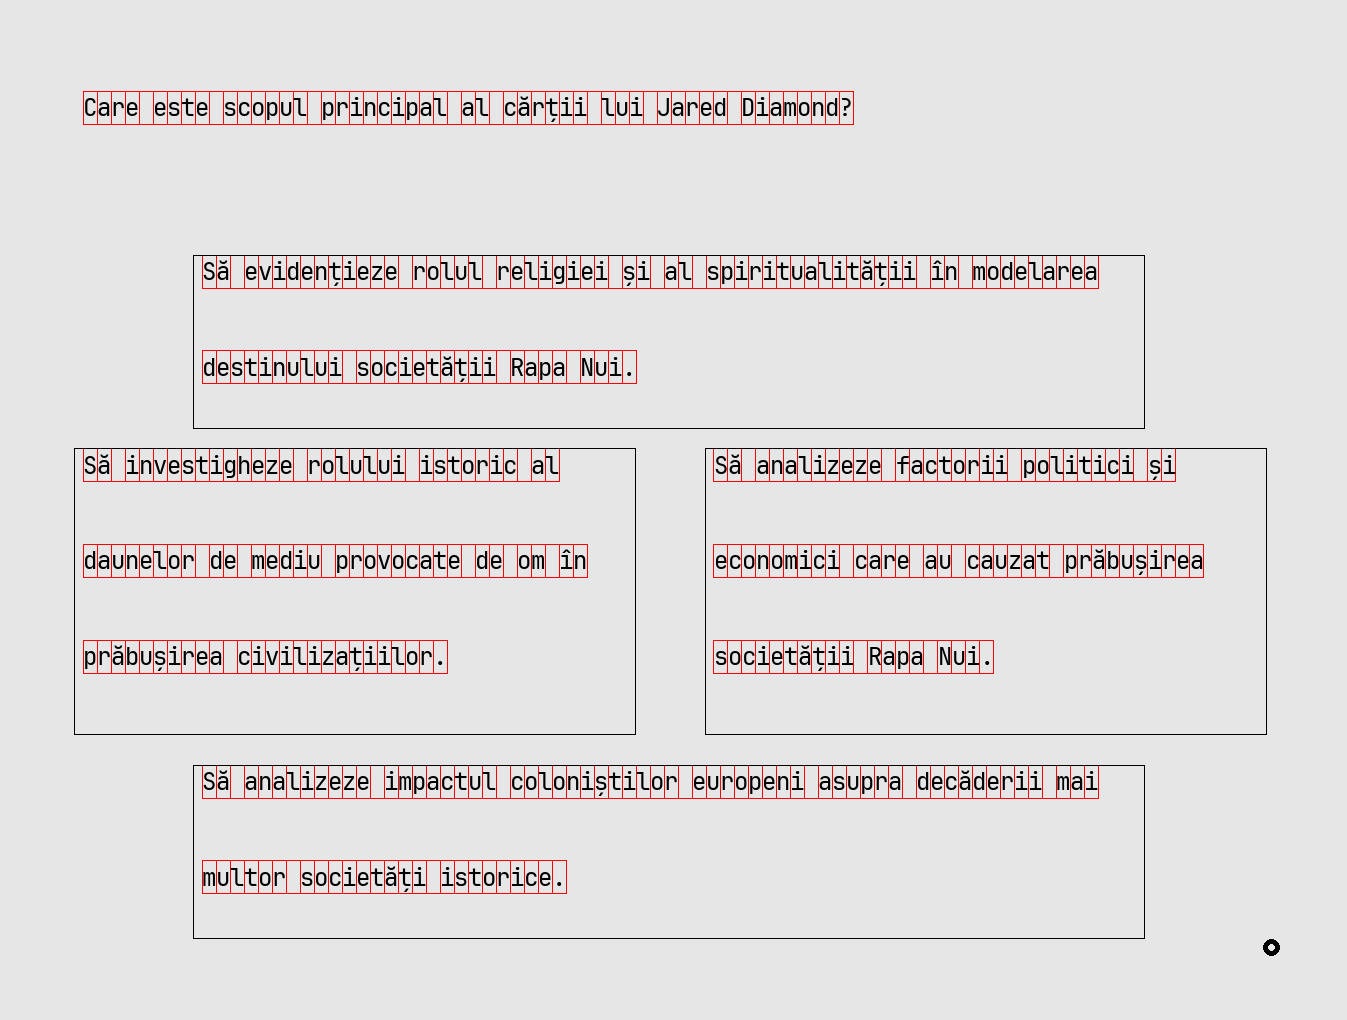 Care este scopul principal al cărții lui Jared Diamond?
Să evidențieze rolul religiei și al spiritualității în modelarea
destinului societății Rapa Nui.
Să investigheze rolului istoric al
daunelor de mediu provocate de om în
prăbușirea civilizațiilor.
Să analizeze factorii politici și
economici care au cauzat prăbușirea
societății Rapa Nui.
Să analizeze impactul coloniștilor europeni asupra decăderii mai
multor societăți istorice.